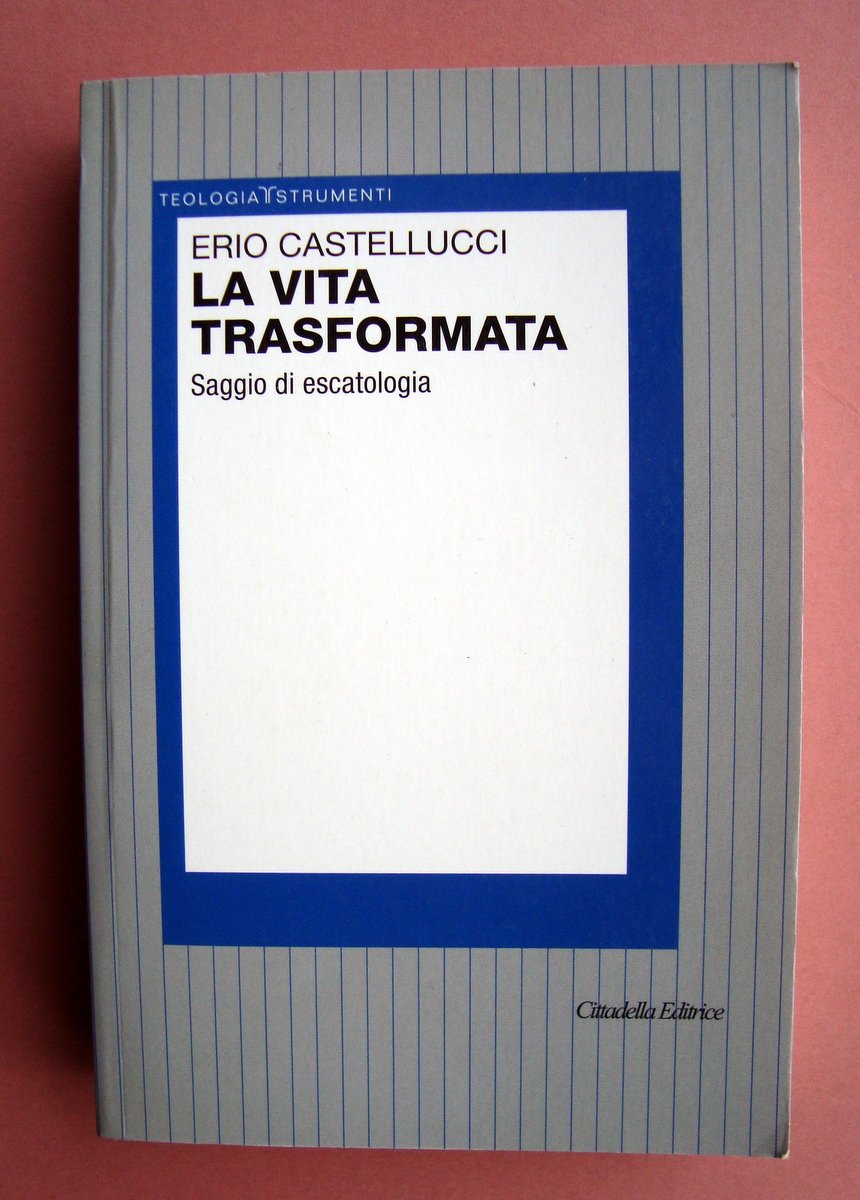 TEOLOGIA STRUMENTI
ERIO CASTELLUCCI
LA VITA
TRASFORMATA
Saggio di escatologia
Cittadella Editrice